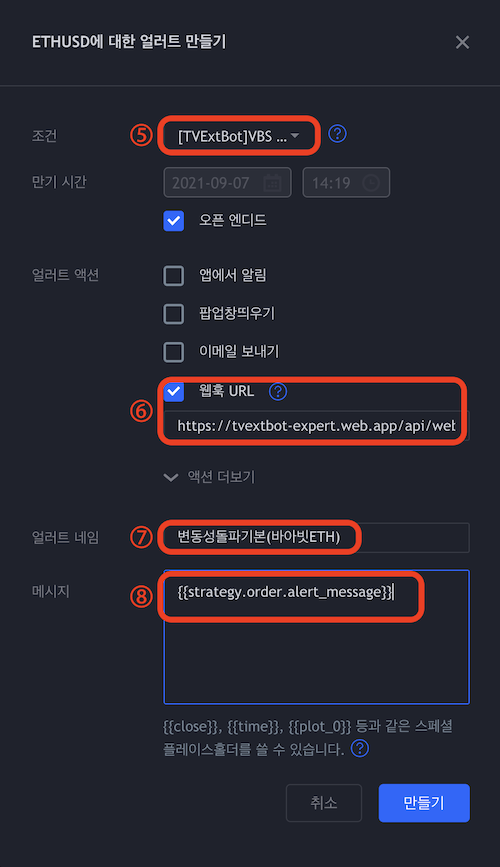 ETHUSD에 대한 얼러트 만들기
조건 ⑤ [TVExtBot]VBS ...
만기 시간 2021-09-07 14:19
오픈 엔디드
얼러트 액션 앱에서 알림
팝업창띄우기
이메일 보내기
⑥ 웹훅 URL
https://tvextbot-expert.web.app/api/web
액션 더보기
얼러트 네임 ⑦ 변동성돌파기본(바아빗ETH)
메시지 ⑧ {{strategy.order.alert_message}}
{{close}}, {{time}}, {{plot_0}} 등과 같은 스페셜
플레이스홀더를 쓸 수 있습니다.
취소 만들기